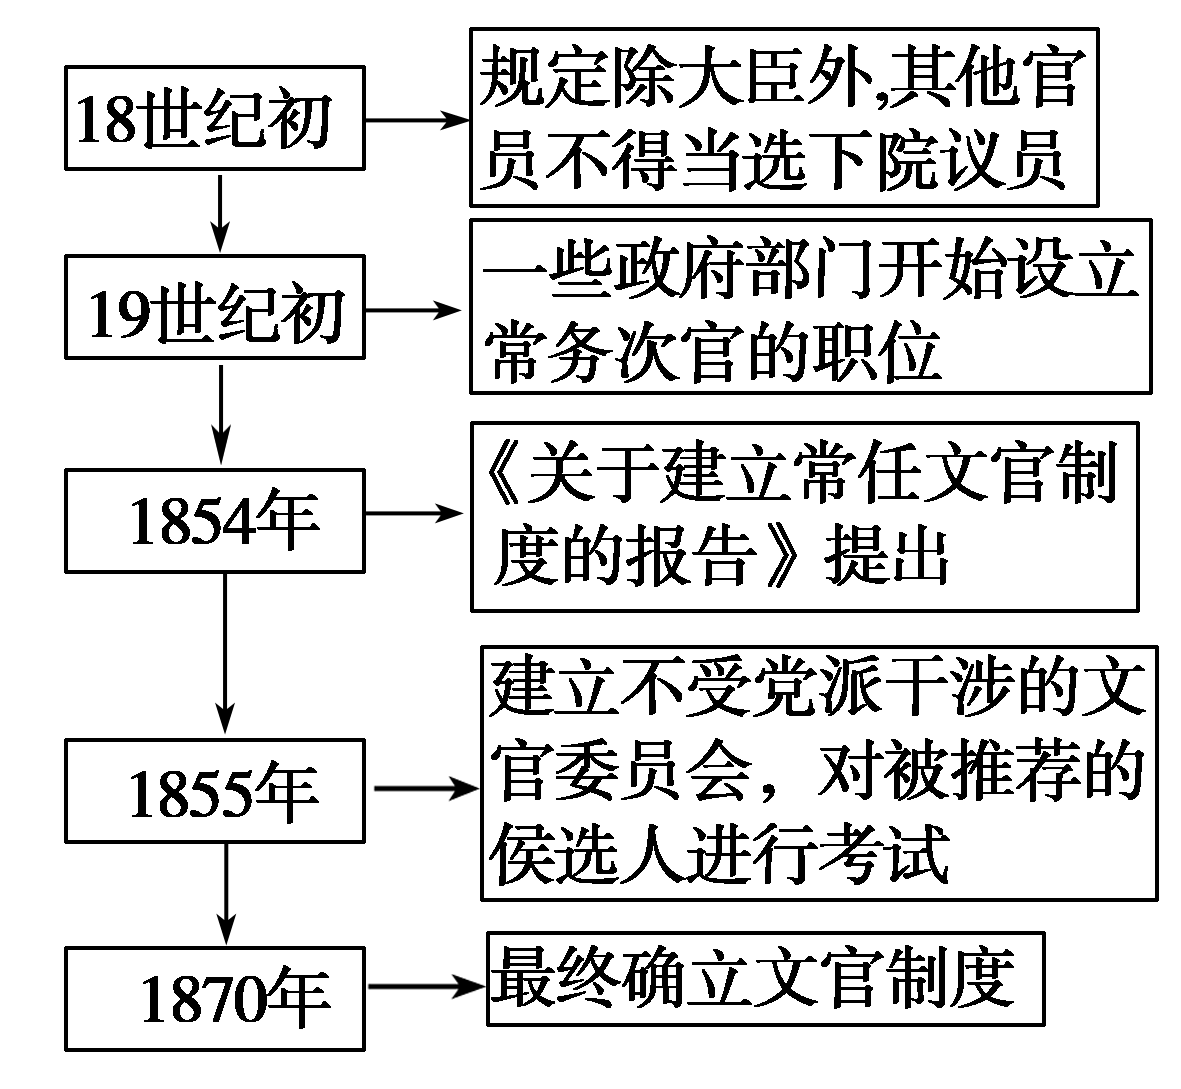 18世纪初
规定除大臣外,其他官
员不得当选下院议员
19世纪初
一些政府部门开始设立
常务次官的职位
1854年
《关于建立常任文官制
度的报告》提出
1855年
建立不受党派干涉的文
官委员会，对被推荐的
侯选人进行考试
1870年
最终确立文官制度